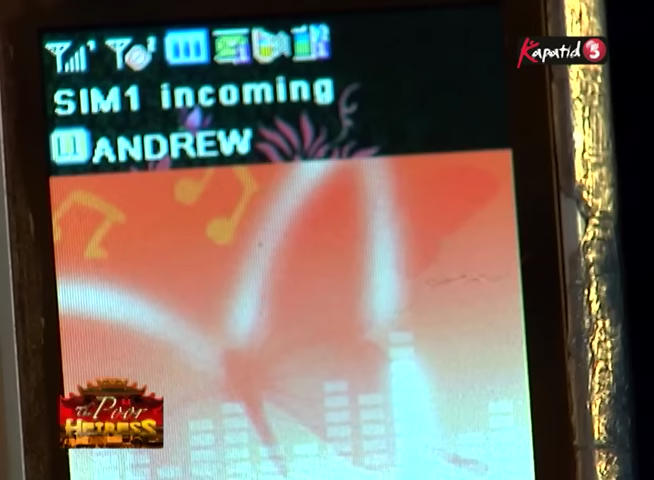 Kapatid 5
SIM1 incoming
ANDREW
The Poor
HEIRESS